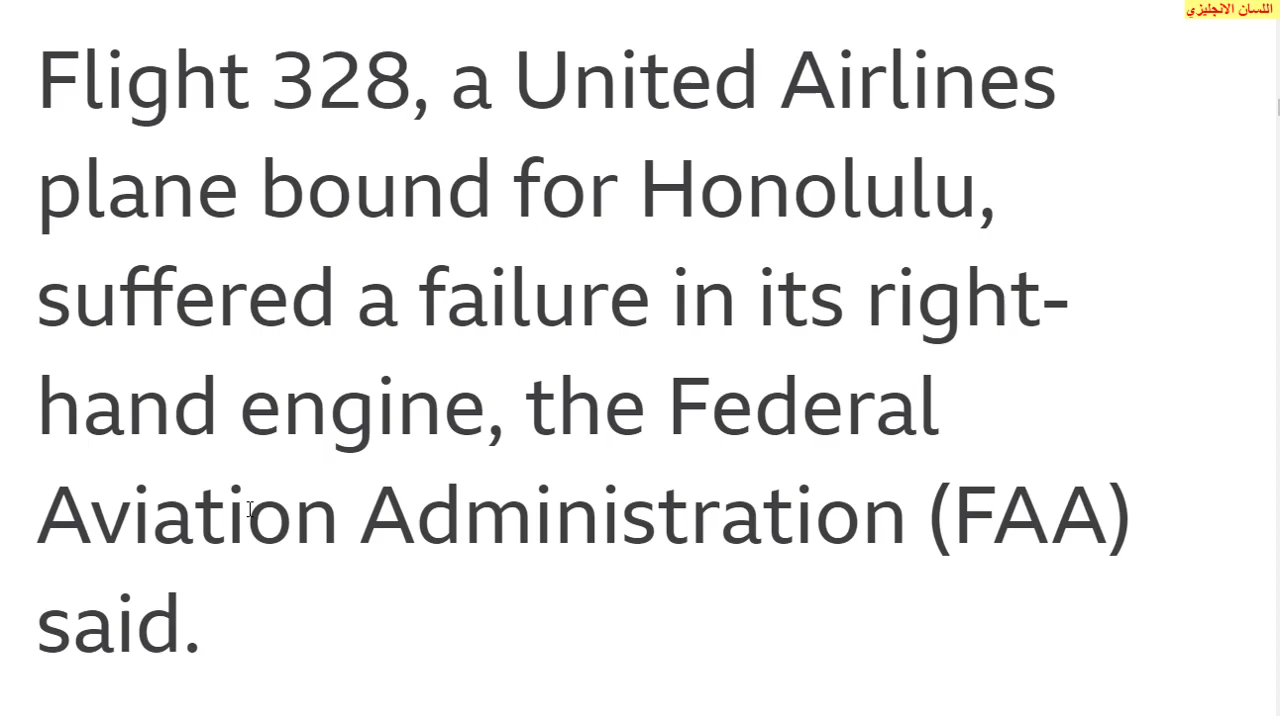 اللسان الانجليزي
Flight 328, a United Airlines
plane bound for Honolulu,
suffered a failure in its right-
hand engine, the Federal
Aviation Administration (FAA)
said.